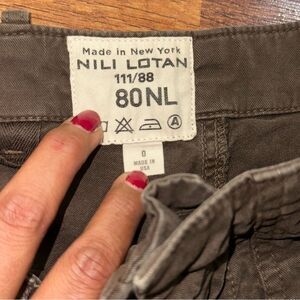 Made in New York
NILI LOTAN
111/88
80NL
A
0
MADE IN
USA